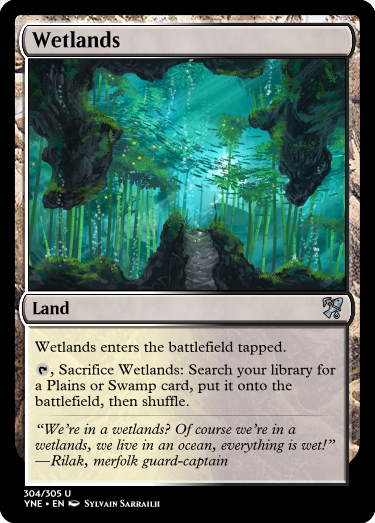 Wetlands
Land
Wetlands enters the battlefield tapped.
, Sacrifice Wetlands: Search your library for
a Plains or Swamp card, put it onto the
battlefield, then shuffle.
“We’re in a wetlands? Of course we’re in a
wetlands, we live in an ocean, everything is wet!”
—Rilak, merfolk guard-captain
304/305 U
YNE • EN Sylvain Sarrailh